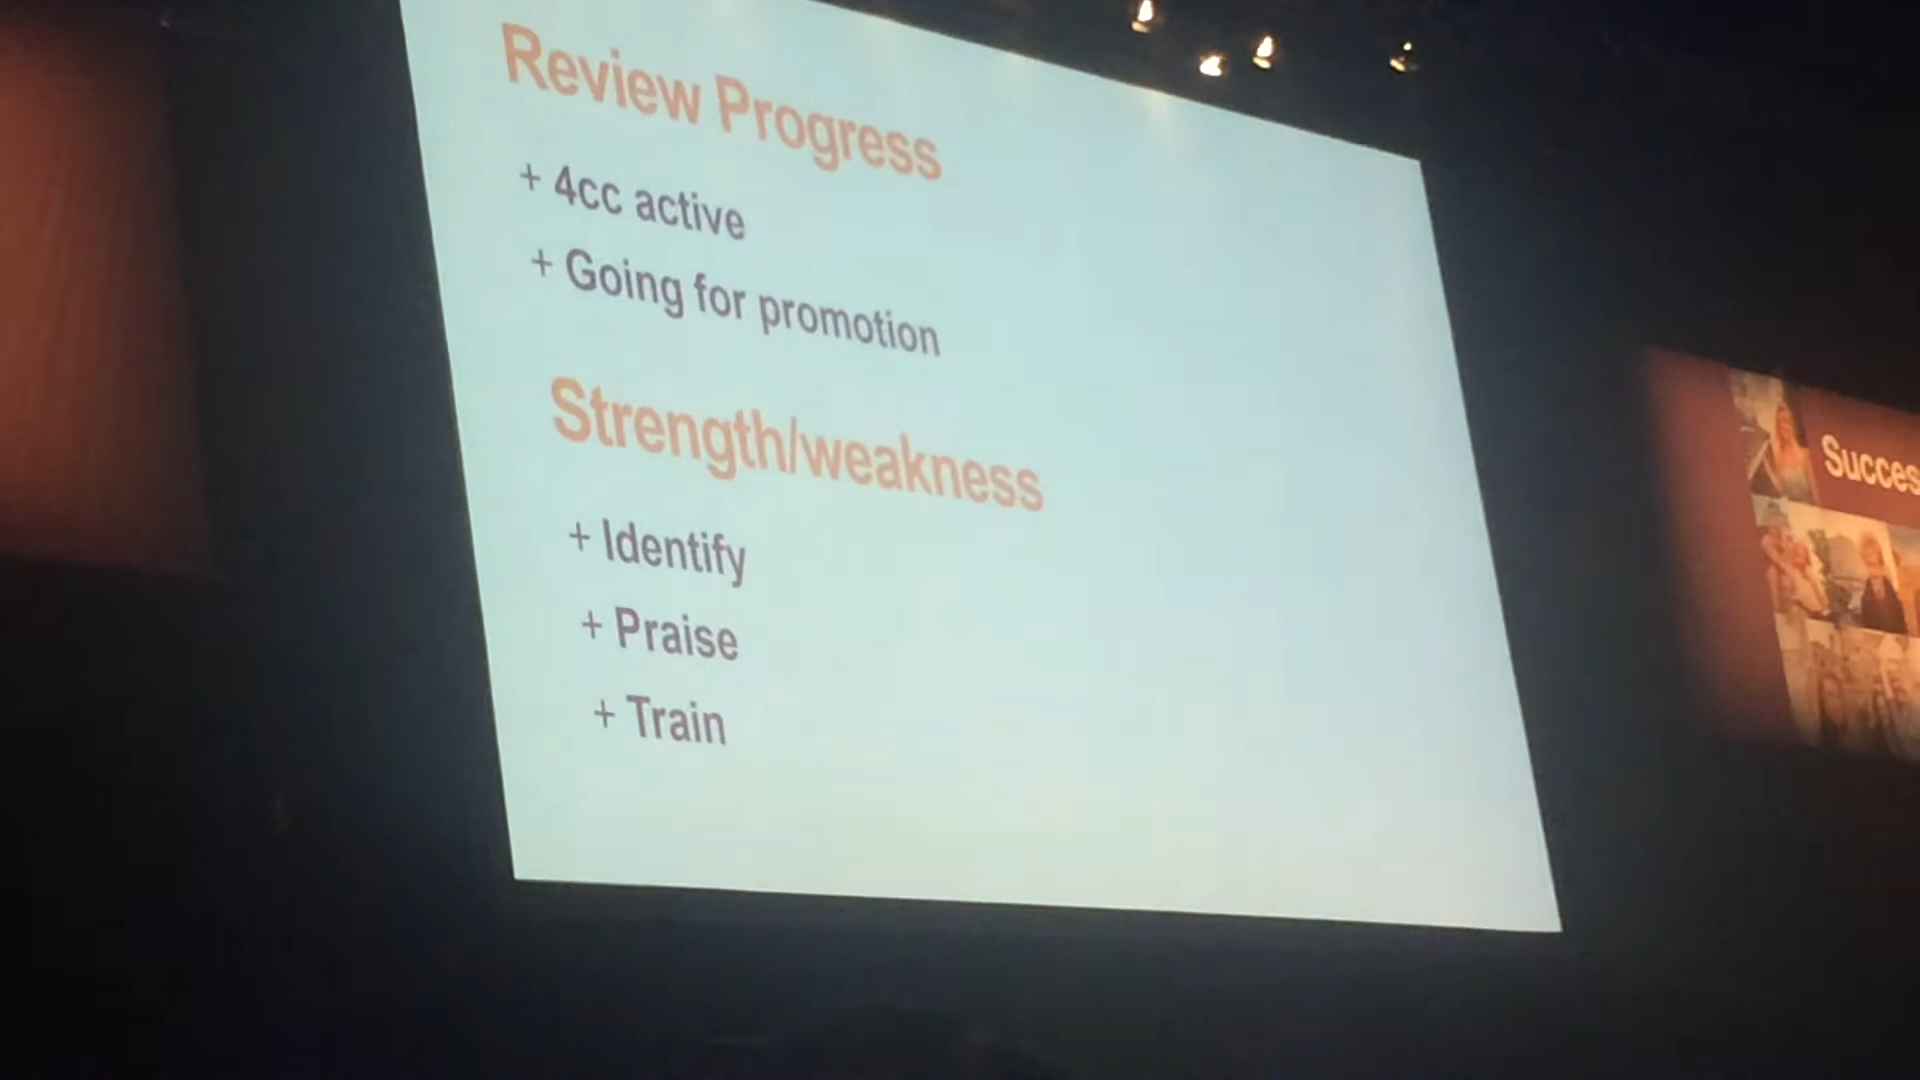 Review Progress
+ 4cc active
+ Going for promotion
Strength/weakness
+ Identify
+ Praise
+ Train
Succes